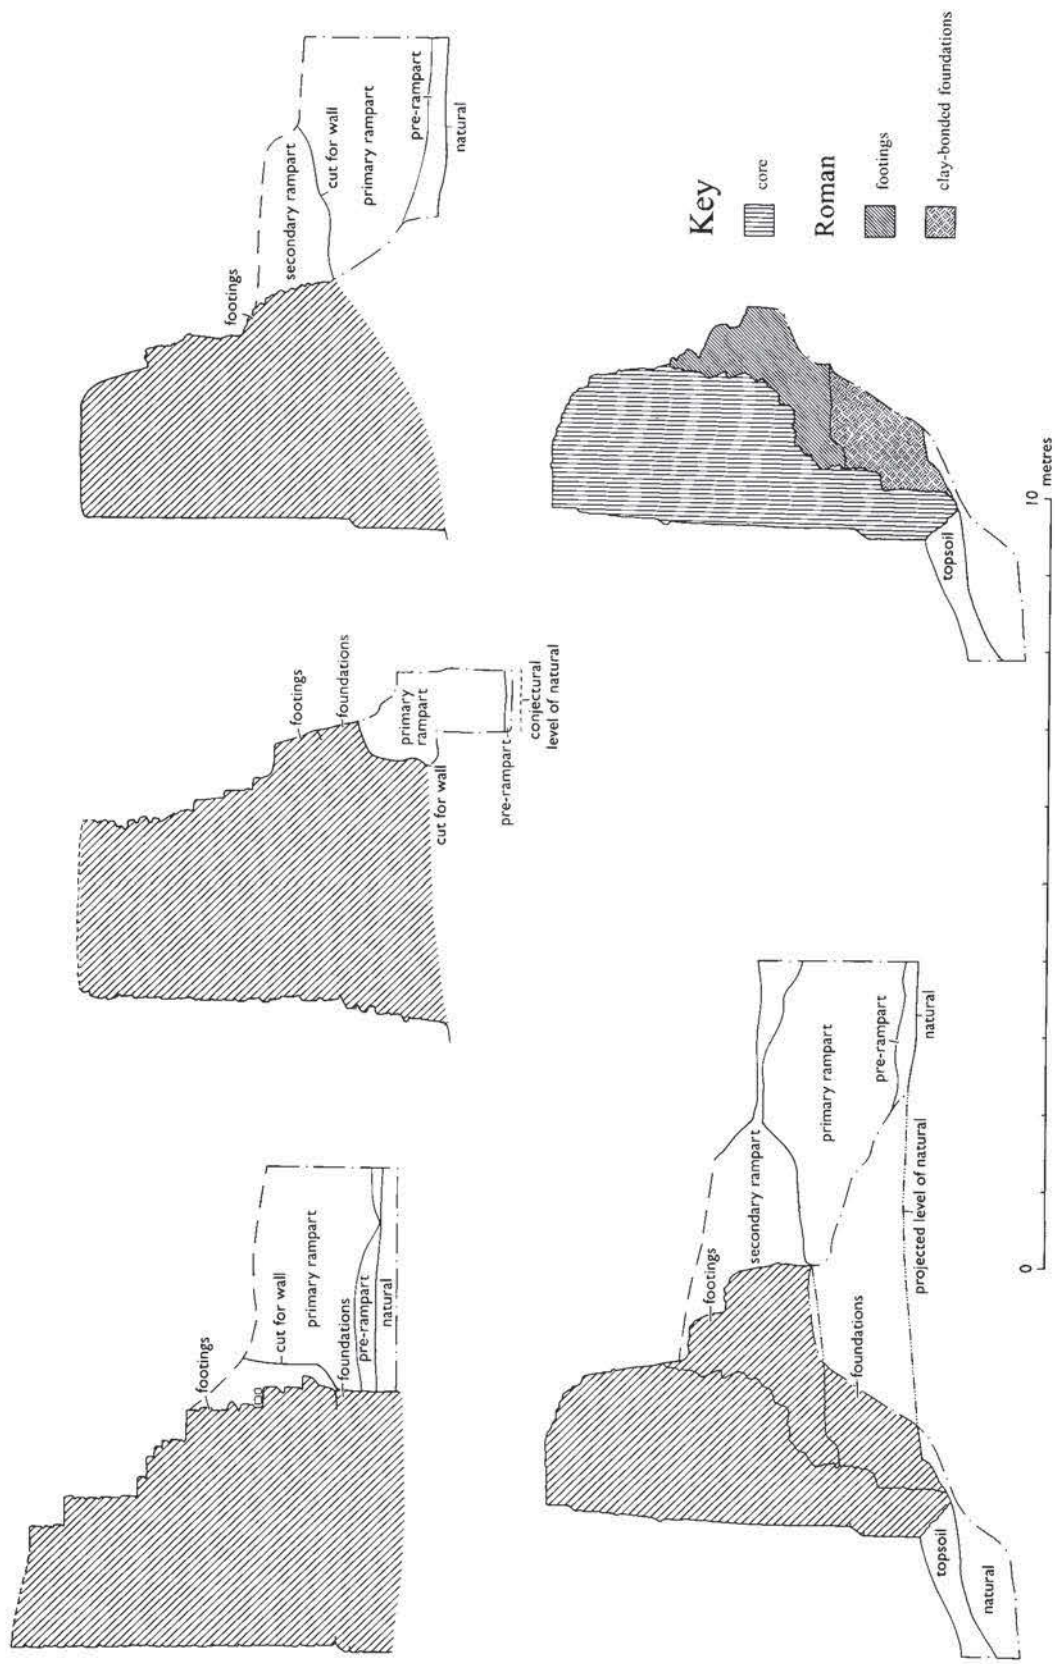 footings
cut for wall
primary rampart
foundations
pre-rampart
natural
footings
foundations
primary
rampart
cut for wall
pre-rampart
conjectural
level of natural
footings
secondary rampart
cut for wall
primary rampart
pre-rampart
natural
footings
secondary rampart
primary rampart
foundations
pre-rampart
natural
projected level of natural
topsoil
natural
topsoil
Key
core
Roman
footings
clay-bonded foundations
0
10
metres